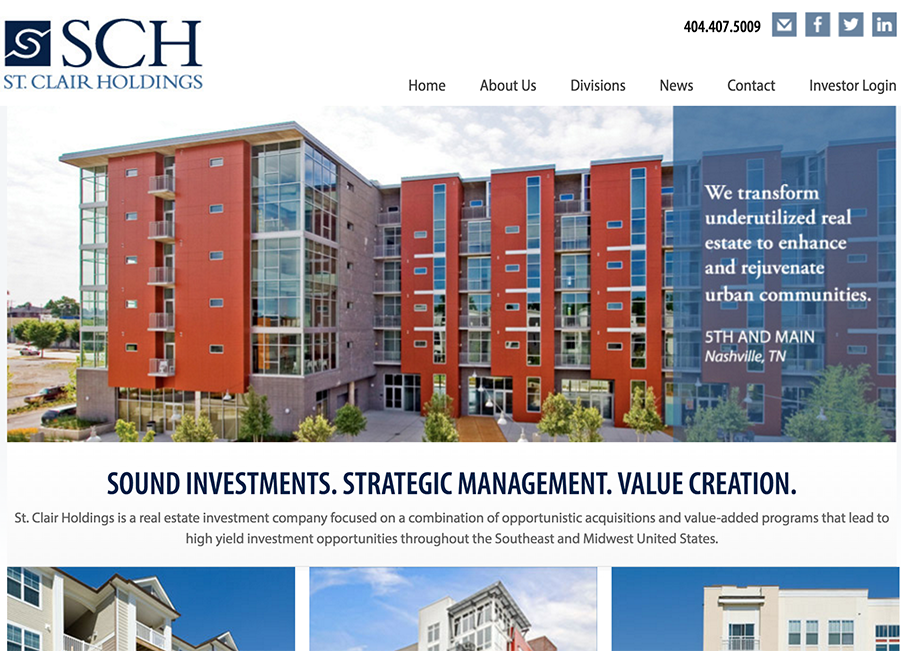 SCH
ST. CLAIR HOLDINGS
404.407.5009
Home About Us Divisions News Contact Investor Login
We transform
underutilized real
estate to enhance
and rejuvenate
urban communities.
5TH AND MAIN
Nashville, TN
SOUND INVESTMENTS. STRATEGIC MANAGEMENT. VALUE CREATION.
St. Clair Holdings is a real estate investment company focused on a combination of opportunistic acquisitions and value-added programs that lead to
high yield investment opportunities throughout the Southeast and Midwest United States.